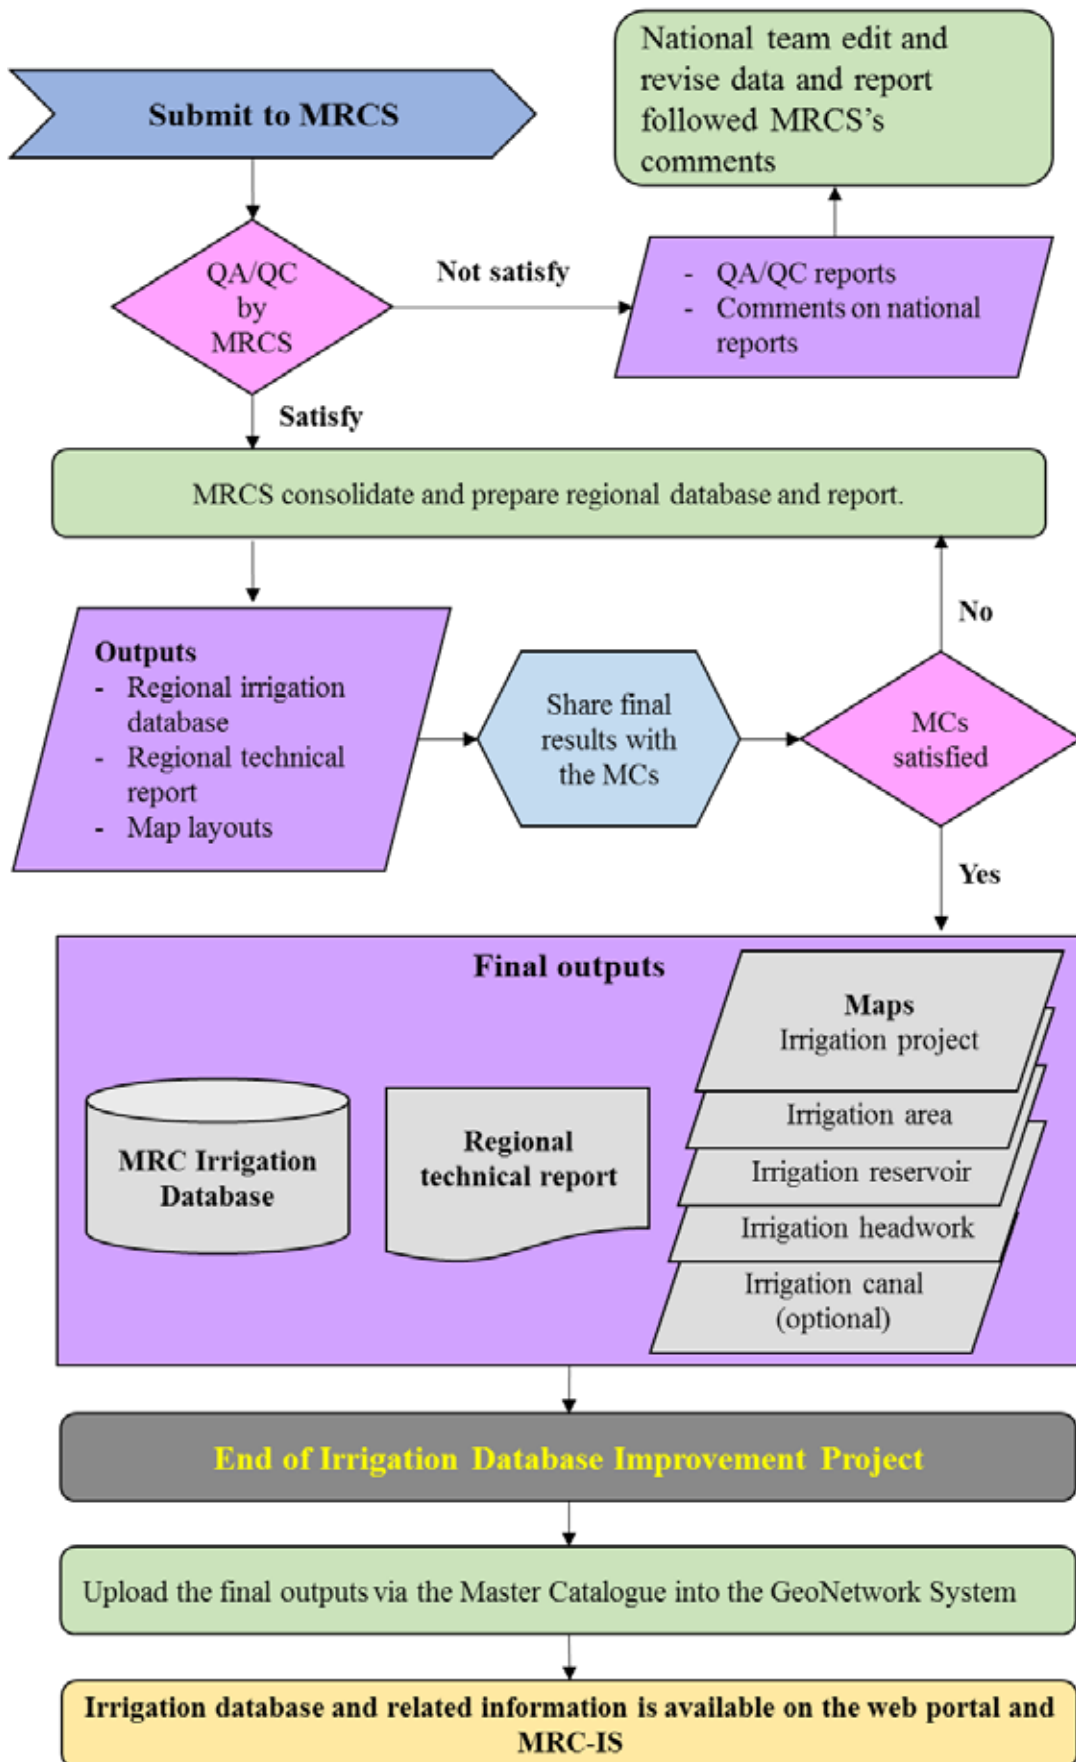 National team edit and
revise data and report
followed MRCS's
comments
Submit to MRCS
QA/QC
by
MRCS
Not satisfy
- QA/QC reports
- Comments on national
reports
Satisfy
MRCS consolidate and prepare regional database and report.
No
Outputs
- Regional irrigation
database
- Regional technical
report
- Map layouts
Share final
results with
the MCs
MCs
satisfied
Yes
Final outputs
Maps
Irrigation project
Irrigation area
Irrigation reservoir
Irrigation headwork
Irrigation canal
(optional)
MRC Irrigation
Database
Regional
technical report
End of Irrigation Database Improvement Project
Upload the final outputs via the Master Catalogue into the GeoNetwork System
Irrigation database and related information is available on the web portal and
MRC-IS